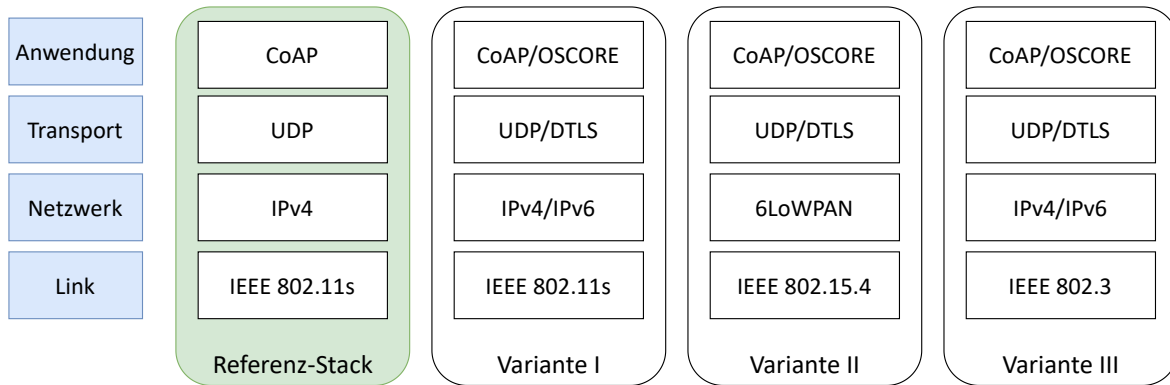 Anwendung
CoAP
CoAP/OSCORE
CoAP/OSCORE
CoAP/OSCORE
Transport
UDP
UDP/DTLS
UDP/DTLS
UDP/DTLS
Netzwerk
IPv4
IPv4/IPv6
6LoWPAN
IPv4/IPv6
Link
IEEE 802.11s
IEEE 802.11s
IEEE 802.15.4
IEEE 802.3
Referenz-Stack
Variante I
Variante II
Variante III